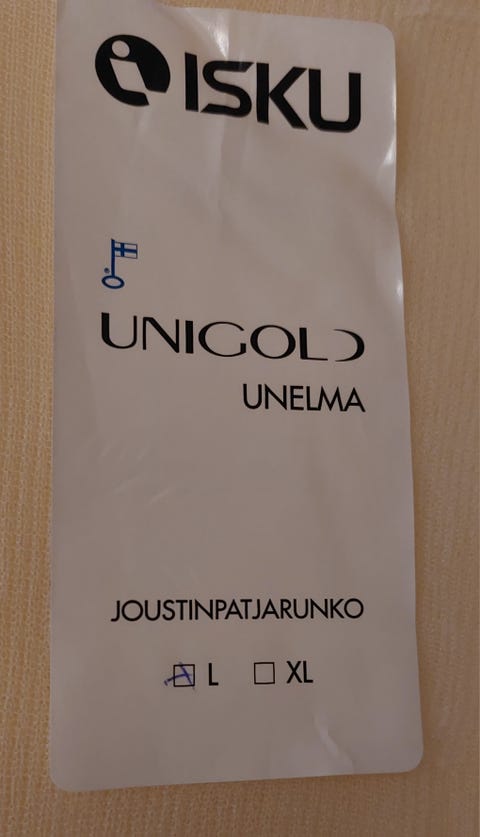 ISKU
UNIGOLD
UNELMA
JOUSTINPATJARUNKO
L XL